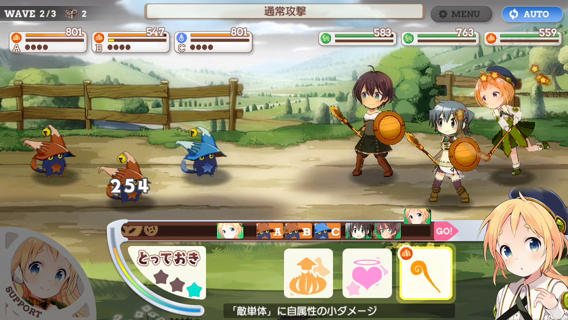 WAVE 2/3
2
通常攻撃
MENU
AUTO
801
A
547
B
801
C
583
763
559
254
A
B
C
GO!
とっておき
SUPPORT
「敵単体」に自属性の小ダメージ